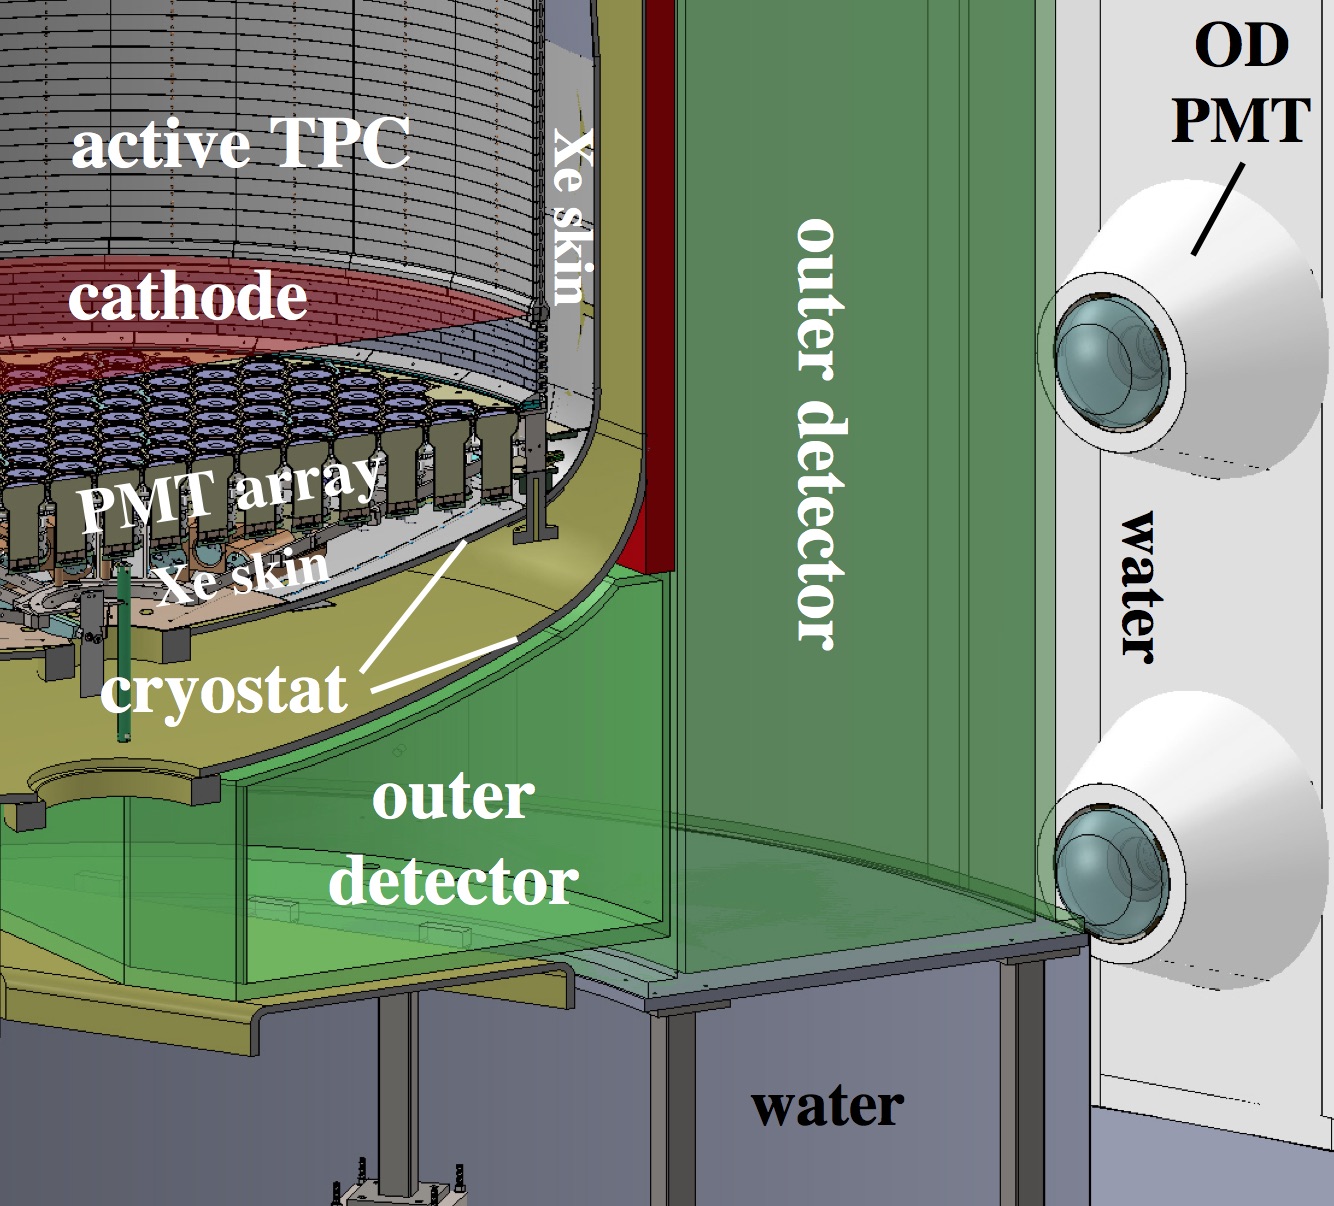 OD
PMT
active TPC
Xe skin
cathode
outer detector
PMT array
Xe skin
water
cryostat
outer
detector
water